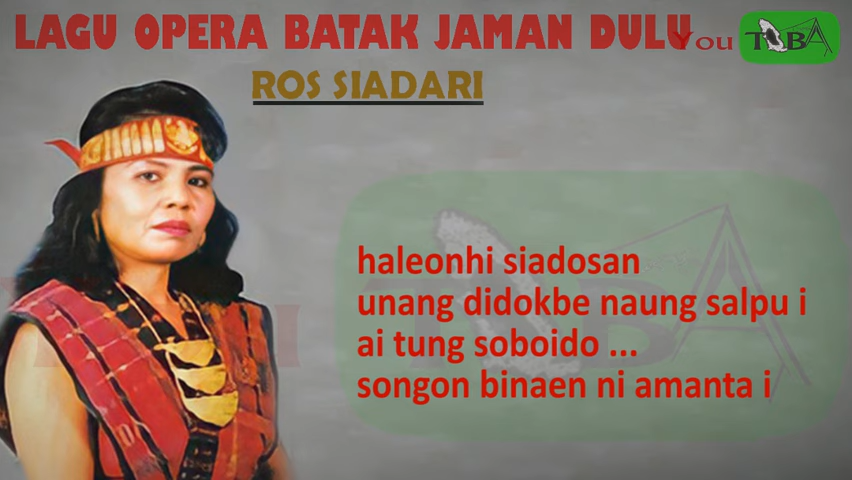 LAGU OPERA BATAK JAMAN DULU
You TOBA
ROS SIADARI
haleonhi siadosan
unang didokbe naung salpu i
ai tung soboido ...
songon binaen ni amanta i